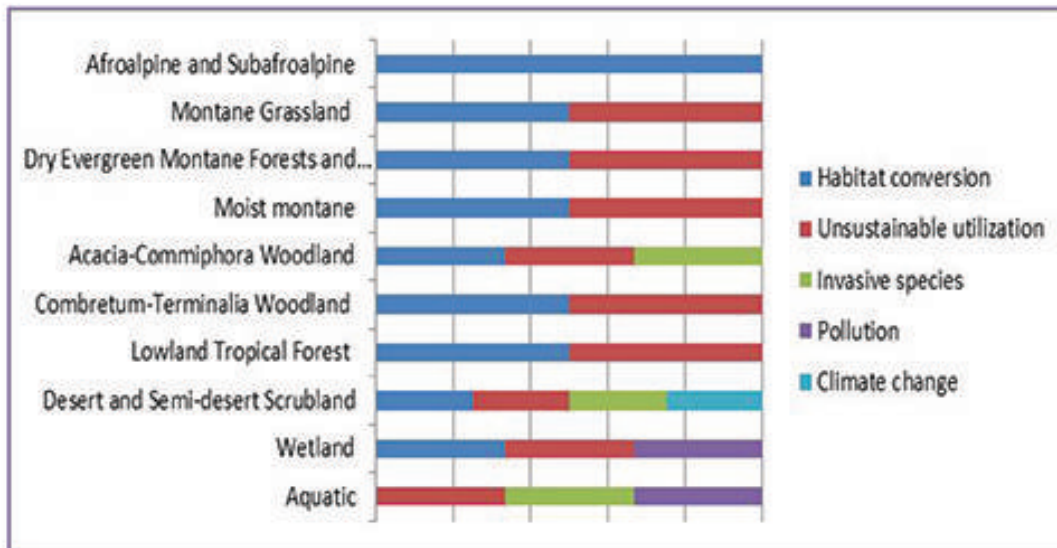 Afroalpine and Subafroalpine
Montane Grassland
Dry Evergreen Montane Forests and...
Moist montane
Acacia-Commiphora Woodland
Combretum-Terminalia Woodland
Lowland Tropical Forest
Desert and Semi-desert Scrubland
Wetland
Aquatic
Habitat conversion
Unsustainable utilization
Invasive species
Pollution
Climate change